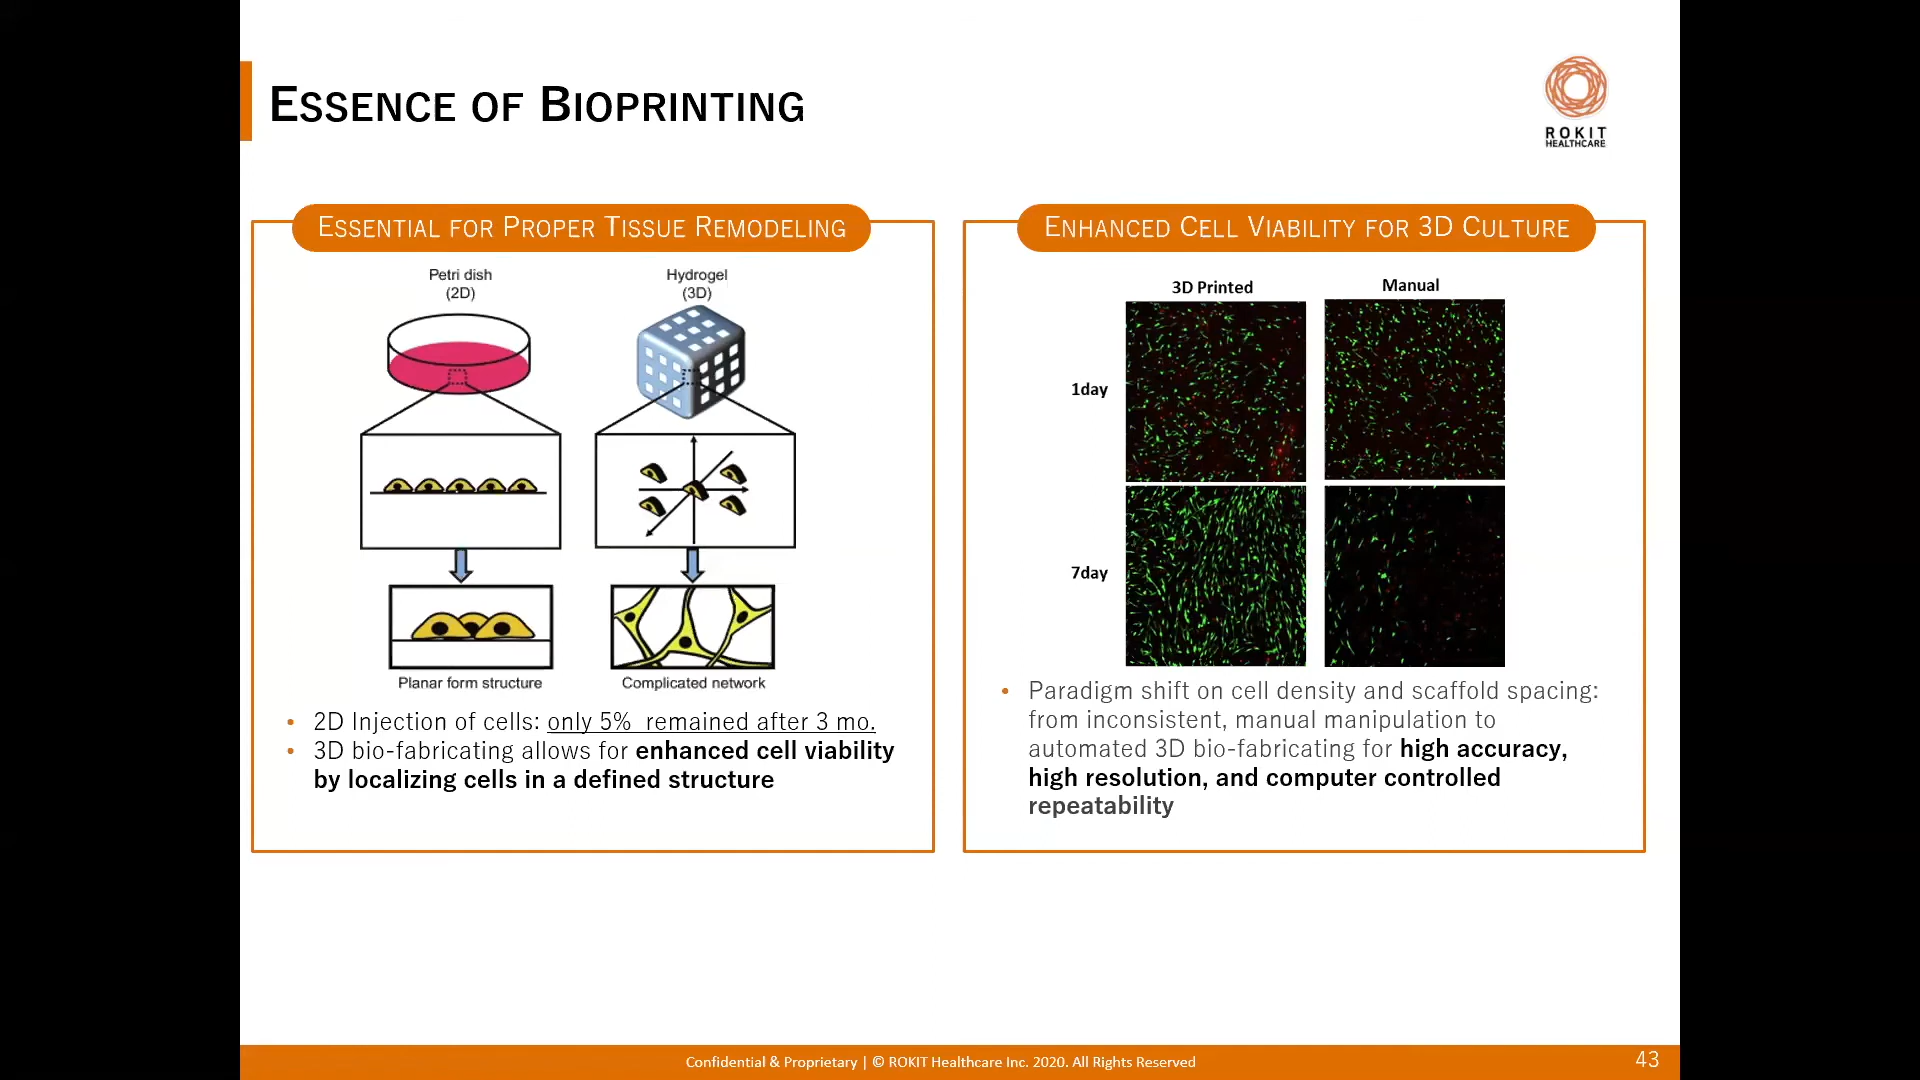 ESSENCE OF BIOPRINTING
ROKIT
HEALTHCARE
ESSENTIAL FOR PROPER TISSUE REMODELING
Petri dish
(2D)
Hydrogel
(3D)
Planar form structure
Complicated network
• 2D Injection of cells: only 5% remained after 3 mo.
• 3D bio-fabricating allows for enhanced cell viability
by localizing cells in a defined structure
ENHANCED CELL VIABILITY FOR 3D CULTURE
3D Printed
Manual
1day
7day
• Paradigm shift on cell density and scaffold spacing:
from inconsistent, manual manipulation to
automated 3D bio-fabricating for high accuracy,
high resolution, and computer controlled
repeatability
Confidential & Proprietary | © ROKIT Healthcare Inc. 2020. All Rights Reserved
43